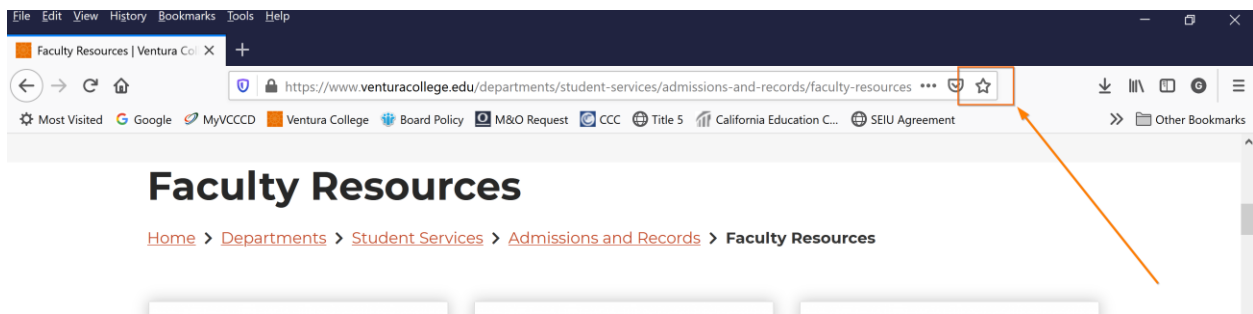 File Edit View History Bookmarks Tools Help
Faculty Resources | Ventura Col
https://www.venturacollege.edu/departments/student-services/admissions-and-records/faculty-resources
G
Most Visited Google MyVCCCD Ventura College Board Policy M&O Request CCC Title 5 California Education C... SEIU Agreement Other Bookmarks
Faculty Resources
Home > Departments > Student Services > Admissions and Records > Faculty Resources